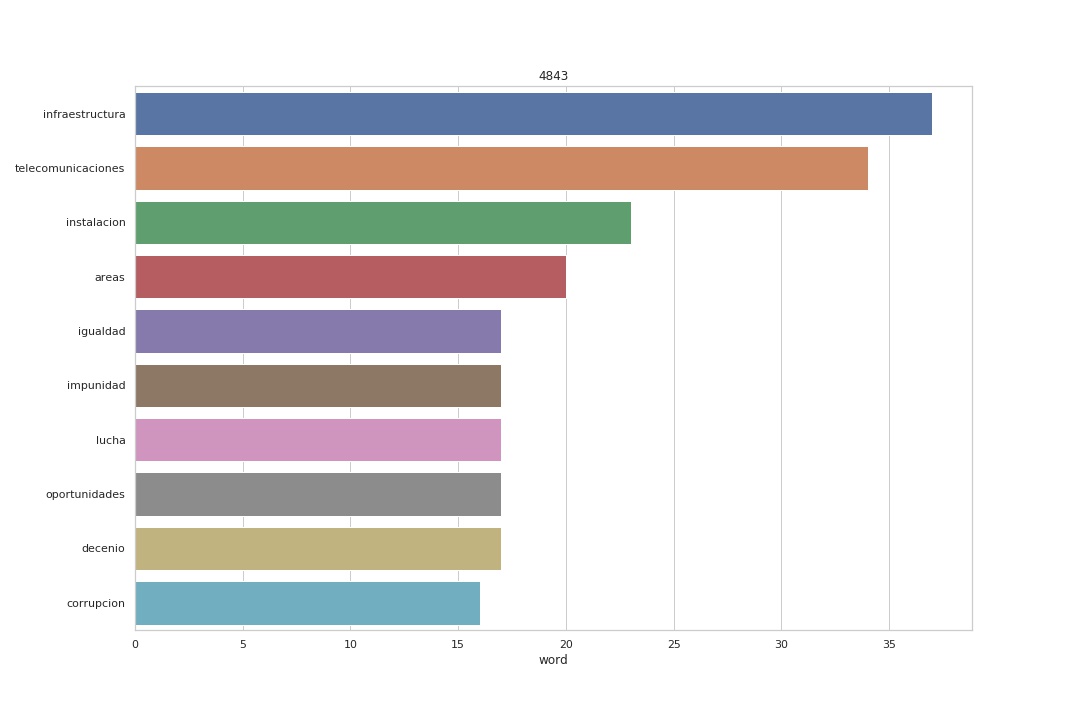 4843
infraestructura
telecomunicaciones
instalacion
areas
igualdad
impunidad
lucha
oportunidades
decenio
corrupcion
0 5 10 15 20 25 30 35
word